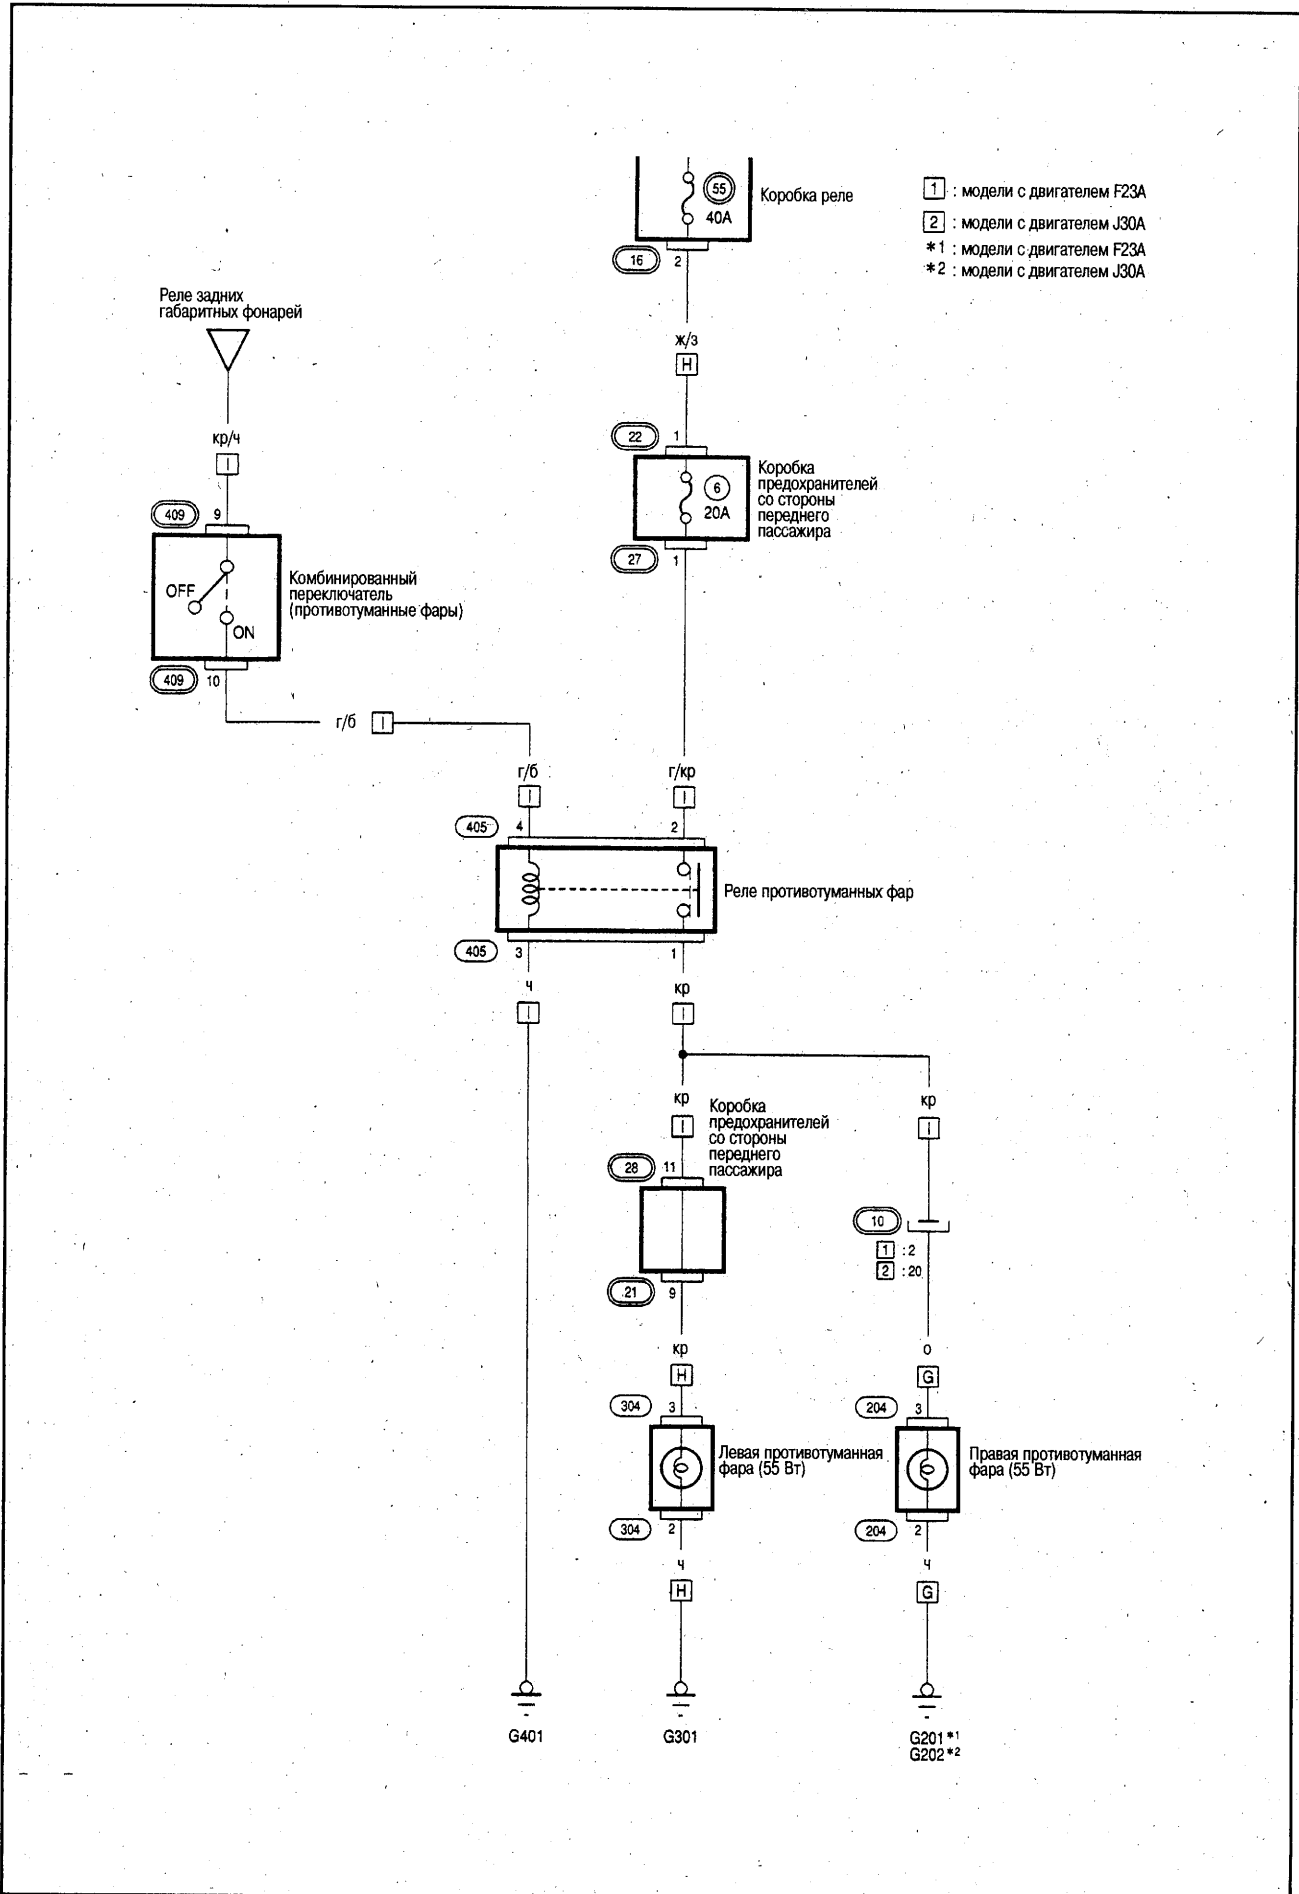 55
40A
Коробка реле
16
2
1 : модели с двигателем F23A
2 : модели с двигателем J30A
*1 : модели с двигателем F23A
*2 : модели с двигателем J30A
Реле задних
габаритных фонарей
ж/з
H
кр/ч
I
22
1
6
20A
Коробка
предохранителей
со стороны
переднего
пассажира
27
1
409
9
OFF
ON
Комбинированный
переключатель
(противотуманные фары)
409
10
г/б
I
г/б
I
г/кр
I
405
4
2
Реле противотуманных фар
405
3
1
ч
I
кр
I
кр
I
Коробка
предохранителей
со стороны
переднего
пассажира
кр
I
28
11
10
1 :2
2 :20
21
9
кр
H
о
G
304
3
204
3
Левая противотуманная
фара (55 Вт)
Правая противотуманная
фара (55 Вт)
304
2
204
2
ч
H
ч
G
G401
G301
G201*1
G202*2